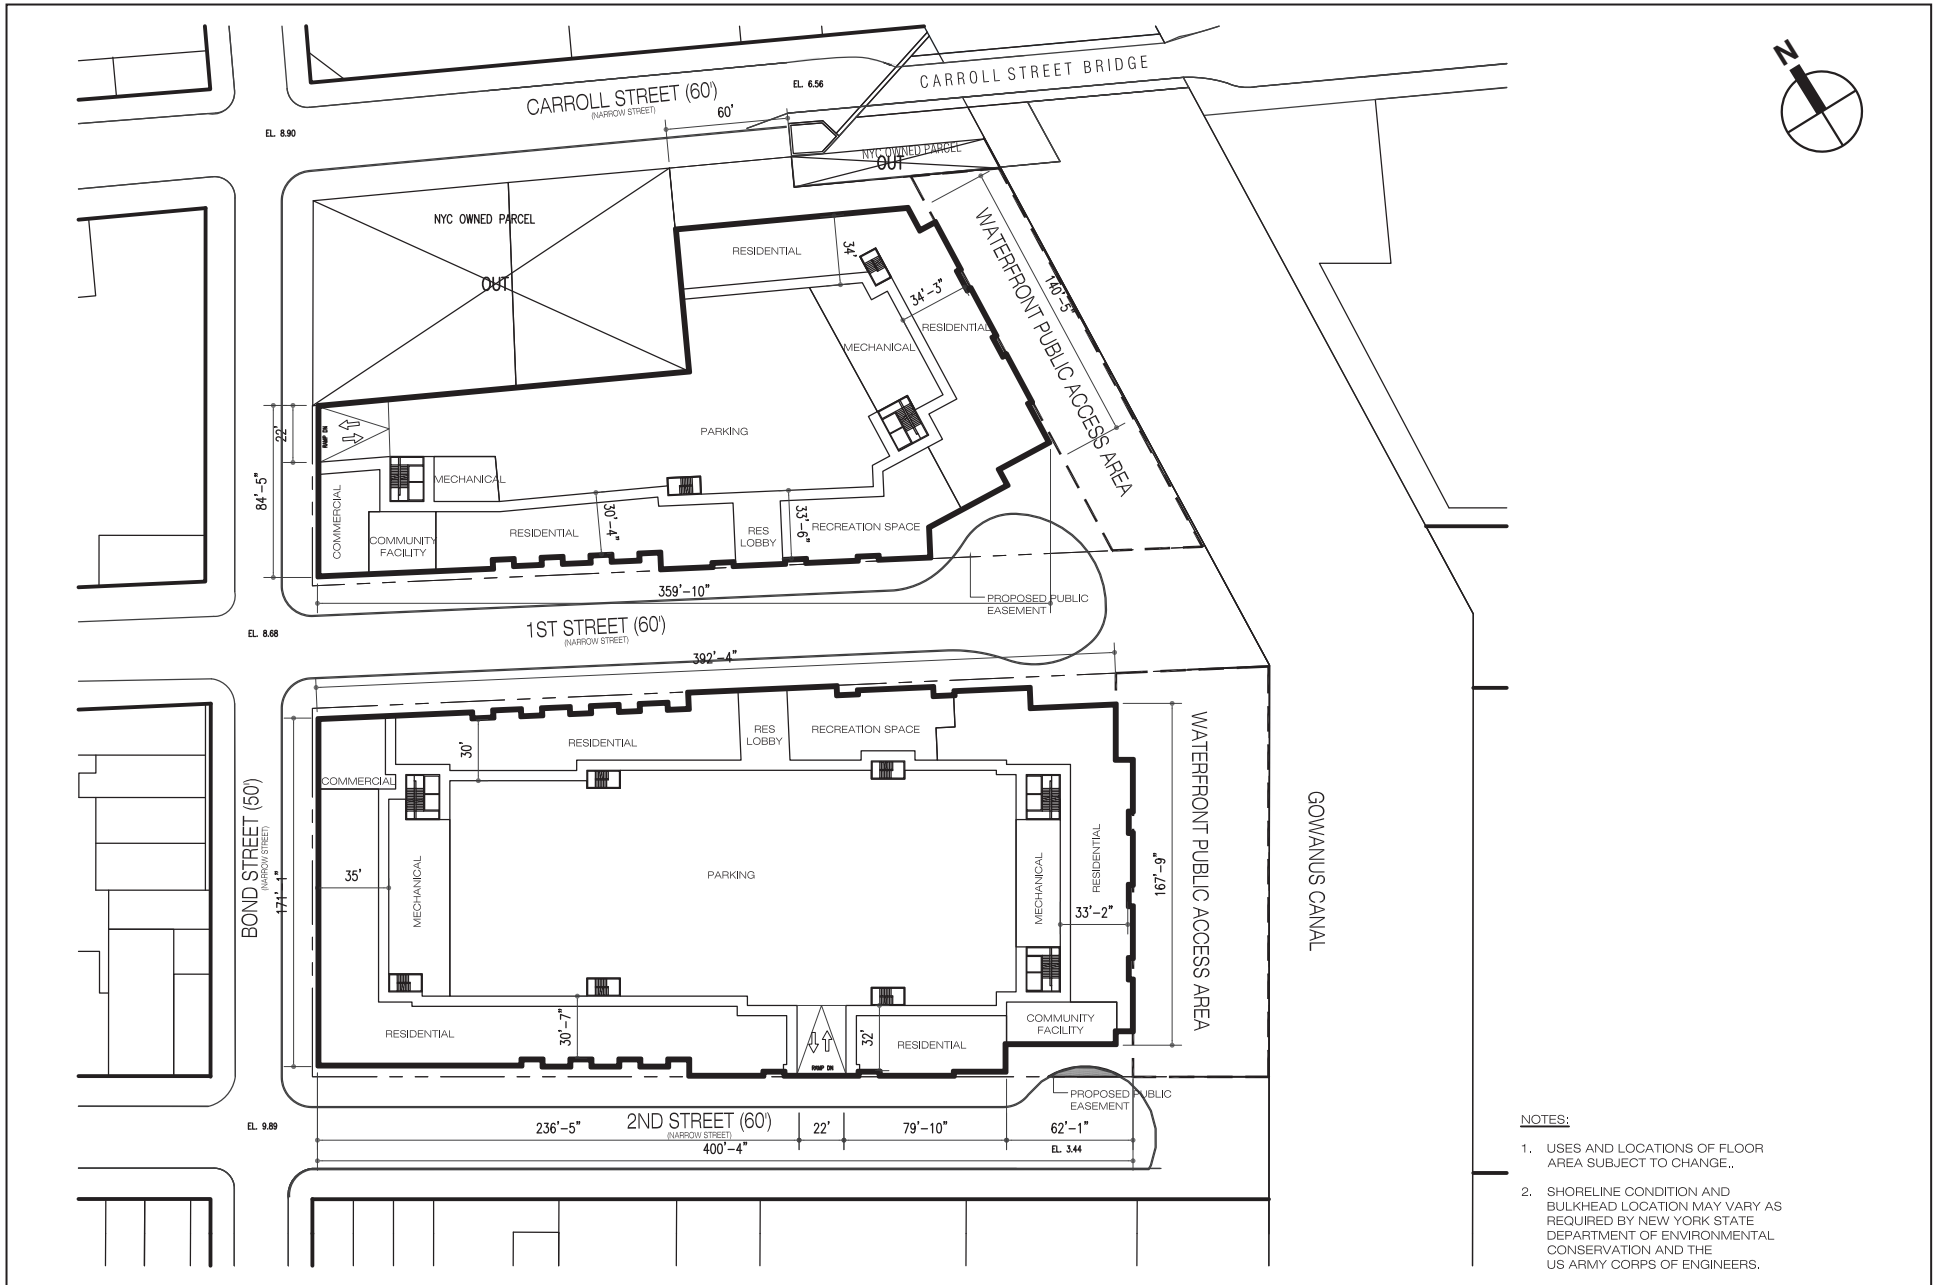 N
CARROLL STREET BRIDGE
CARROLL STREET (60')
(NARROW STREET)
EL. 6.56
60'
EL. 8.90
NYC OWNED PARCEL
OUT
NYC OWNED PARCEL
OUT
RESIDENTIAL
34'
34'-3"
RESIDENTIAL
MECHANICAL
WATERFRONT PUBLIC ACCESS AREA
140'-5"
PARKING
22'
84'-5"
RAMP DN
MECHANICAL
COMMERCIAL
COMMUNITY
FACILITY
RESIDENTIAL
30'-4"
RES
LOBBY
33'-6"
RECREATION SPACE
359'-10"
PROPOSED PUBLIC
EASEMENT
EL. 8.68
1ST STREET (60')
(NARROW STREET)
392'-4"
RES
LOBBY
RECREATION SPACE
RESIDENTIAL
30'
COMMERCIAL
BOND STREET (50')
(NARROW STREET)
171'-1"
35'
MECHANICAL
PARKING
MECHANICAL
RESIDENTIAL
33'-2"
167'-9"
WATERFRONT PUBLIC ACCESS AREA
GOWANUS CANAL
RESIDENTIAL
30'-7"
RAMP DN
32'
RESIDENTIAL
COMMUNITY
FACILITY
PROPOSED PUBLIC
EASEMENT
EL. 9.89
236'-5"
2ND STREET (60')
(NARROW STREET)
22'
79'-10"
62'-1"
400'-4"
EL. 3.44
NOTES:
1. USES AND LOCATIONS OF FLOOR
AREA SUBJECT TO CHANGE..
2. SHORELINE CONDITION AND
BULKHEAD LOCATION MAY VARY AS
REQUIRED BY NEW YORK STATE
DEPARTMENT OF ENVIRONMENTAL
CONSERVATION AND THE
US ARMY CORPS OF ENGINEERS.